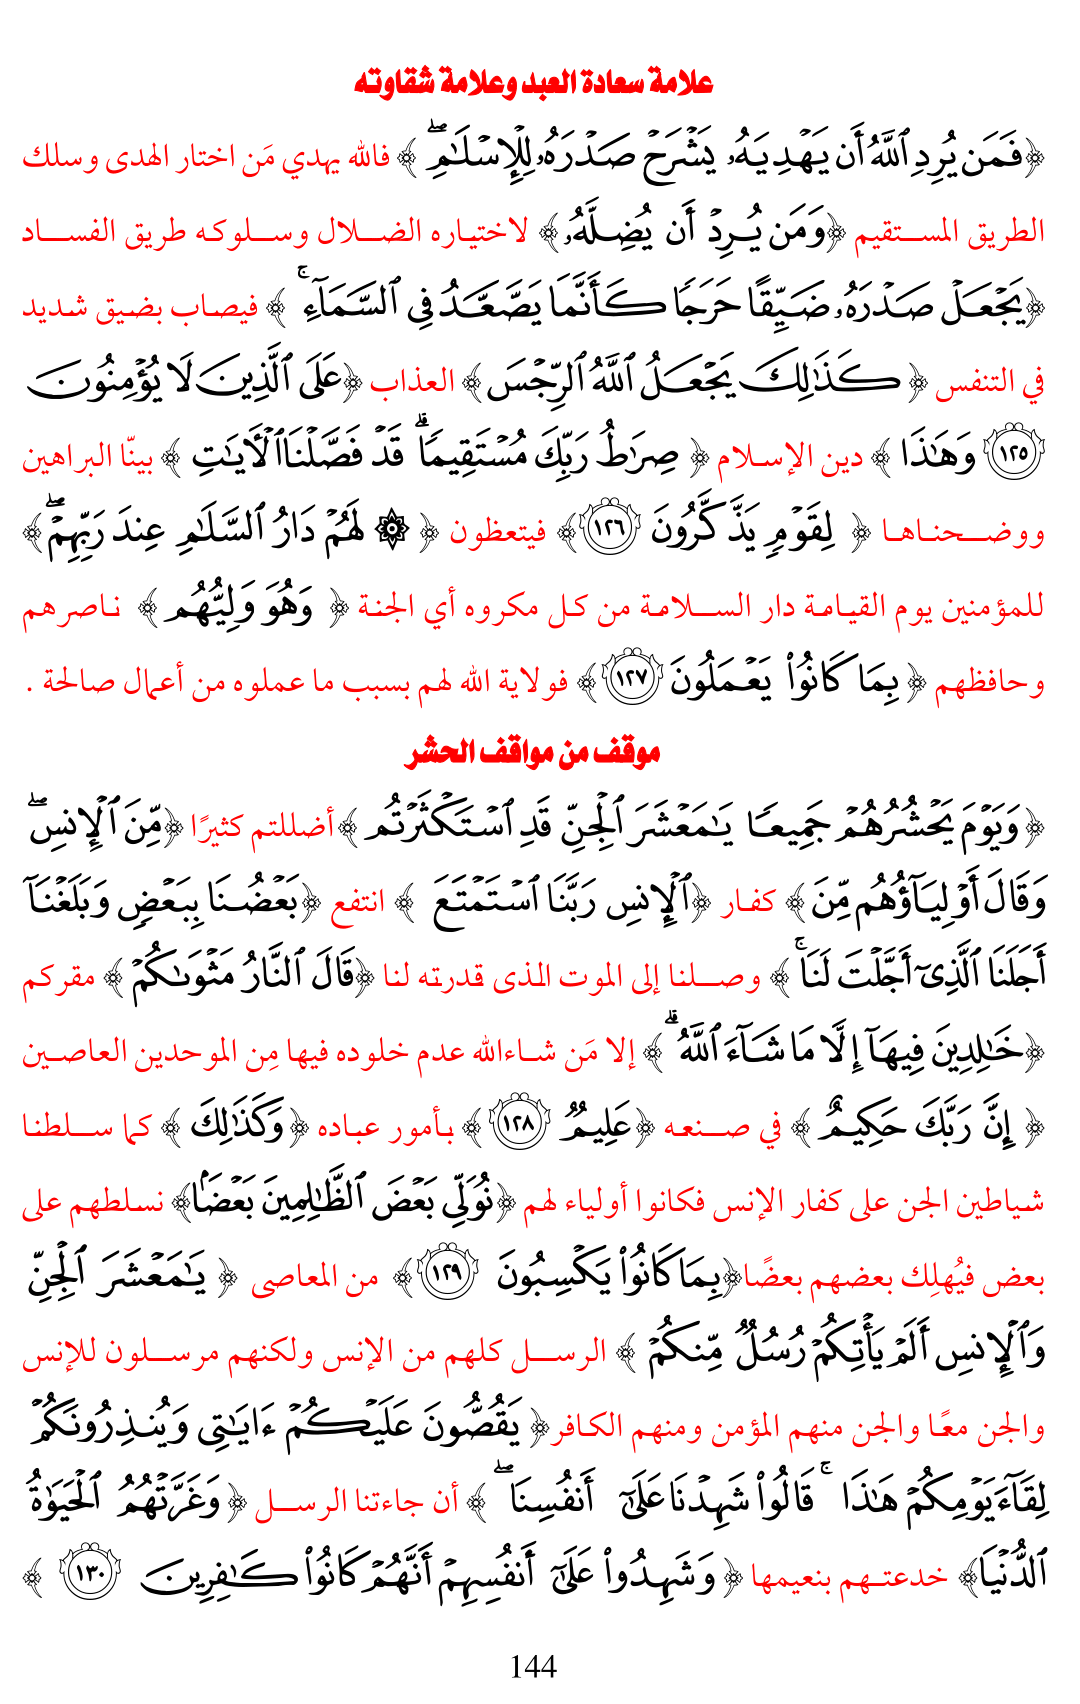 علامة سعادة العبد وعلامة شقاوته
﴿فَمَن يُرِدِ ٱللَّهُ أَن يَهْدِيَهُۥ يَشْرَحْ صَدْرَهُۥ لِلْإِسْلَٰمِ ۖ ﴾ فالله يهدي مَن اختار الهدى وسلك
الطريق المستقيم ﴿وَمَن يُرِدْ أَن يُضِلَّهُۥ ﴾ لاختياره الضلال وسلوكه طريق الفساد
﴿يَجْعَلْ صَدْرَهُۥ ضَيِّقًا حَرَجًا كَأَنَّمَا يَصَّعَّدُ فِى ٱلسَّمَآءِ ۚ ﴾ فيصاب بضيق شديد
في التنفس ﴿ كَذَٰلِكَ يَجْعَلُ ٱللَّهُ ٱلرِّجْسَ ﴾ العذاب ﴿عَلَى ٱلَّذِينَ لَا يُؤْمِنُونَ
١٢٥ وَهَٰذَا ﴾ دين الإسلام ﴿ صِرَٰطُ رَبِّكَ مُسْتَقِيمًا ۗ قَدْ فَصَّلْنَا ٱلْأَيَٰتِ ﴾ بينّا البراهين
ووضحناها ﴿ لِقَوْمٍ يَذَّكَّرُونَ ١٢٦ ﴾ فيتعظون ﴿ ۞ لَهُمْ دَارُ ٱلسَّلَٰمِ عِندَ رَبِّهِمْ ۖ ﴾
للمؤمنين يوم القيامة دار السلامة من كل مكروه أي الجنة ﴿ وَهُوَ وَلِيُّهُم ﴾ ناصرهم
وحافظهم ﴿ بِمَا كَانُوا۟ يَعْمَلُونَ ١٢٧ ﴾ فولاية الله لهم بسبب ما عملوه من أعمال صالحة .
موقف من مواقف الحشر
﴿ وَيَوْمَ يَحْشُرُهُمْ جَمِيعًا يَٰمَعْشَرَ ٱلْجِنِّ قَدِ ٱسْتَكْثَرْتُم ﴾ أضللتم كثيرًا ﴿مِّنَ ٱلْإِنسِ ۖ
وَقَالَ أَوْلِيَآؤُهُم مِّنَ ﴾ كفار ﴿ٱلْإِنسِ رَبَّنَا ٱسْتَمْتَعَ ﴾ انتفع ﴿بَعْضُنَا بِبَعْضٍ وَبَلَغْنَآ
أَجَلَنَا ٱلَّذِىٓ أَجَّلْتَ لَنَا ۚ ﴾ وصلنا إلى الموت الذى قدرته لنا ﴿قَالَ ٱلنَّارُ مَثْوَىٰكُمْ ﴾ مقركم
﴿خَٰلِدِينَ فِيهَآ إِلَّا مَا شَآءَ ٱللَّهُ ۗ ﴾ إلا مَن شاءالله عدم خلوده فيها مِن الموحدين العاصين
﴿ إِنَّ رَبَّكَ حَكِيمٌ ﴾ في صنعه ﴿عَلِيمٌ ١٢٨ ﴾ بأمور عباده ﴿وَكَذَٰلِكَ ﴾ كما سلطنا
شياطين الجن على كفار الإنس فكانوا أولياء لهم ﴿نُوَلِّى بَعْضَ ٱلظَّٰلِمِينَ بَعْضًۢا﴾ نسلطهم على
بعض فيُهلِك بعضهم بعضًا﴿بِمَا كَانُوا۟ يَكْسِبُونَ ١٢٩ ﴾ من المعاصى ﴿ يَٰمَعْشَرَ ٱلْجِنِّ
وَٱلْإِنسِ أَلَمْ يَأْتِكُمْ رُسُلٌ مِّنكُمْ ﴾ الرسل كلهم من الإنس ولكنهم مرسلون للإنس
والجن معًا والجن منهم المؤمن ومنهم الكافر﴿ يَقُصُّونَ عَلَيْكُمْ ءَايَٰتِى وَيُنذِرُونَكُمْ
لِقَآءَ يَوْمِكُمْ هَٰذَا ۚ قَالُوا۟ شَهِدْنَا عَلَىٰٓ أَنفُسِنَا ۖ ﴾ أن جاءتنا الرسل ﴿ وَغَرَّتْهُمُ ٱلْحَيَوٰةُ
ٱلدُّنْيَا﴾ خدعتهم بنعيمها ﴿ وَشَهِدُوا۟ عَلَىٰٓ أَنفُسِهِمْ أَنَّهُمْ كَانُوا۟ كَٰفِرِينَ ١٣٠ ﴾
144